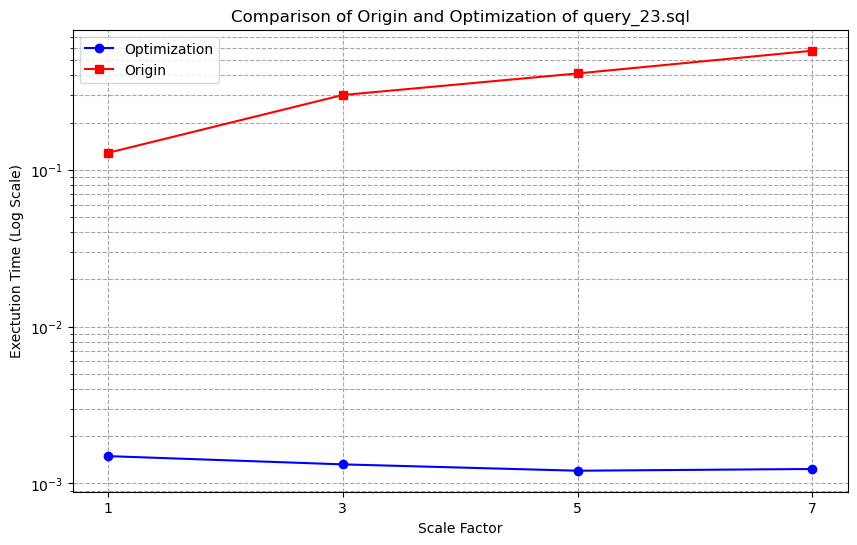 Comparison of Origin and Optimization of query_23.sql
Optimization
Origin
Exectution Time (Log Scale)
10⁻¹
10⁻²
10⁻³
1 3 5 7
Scale Factor